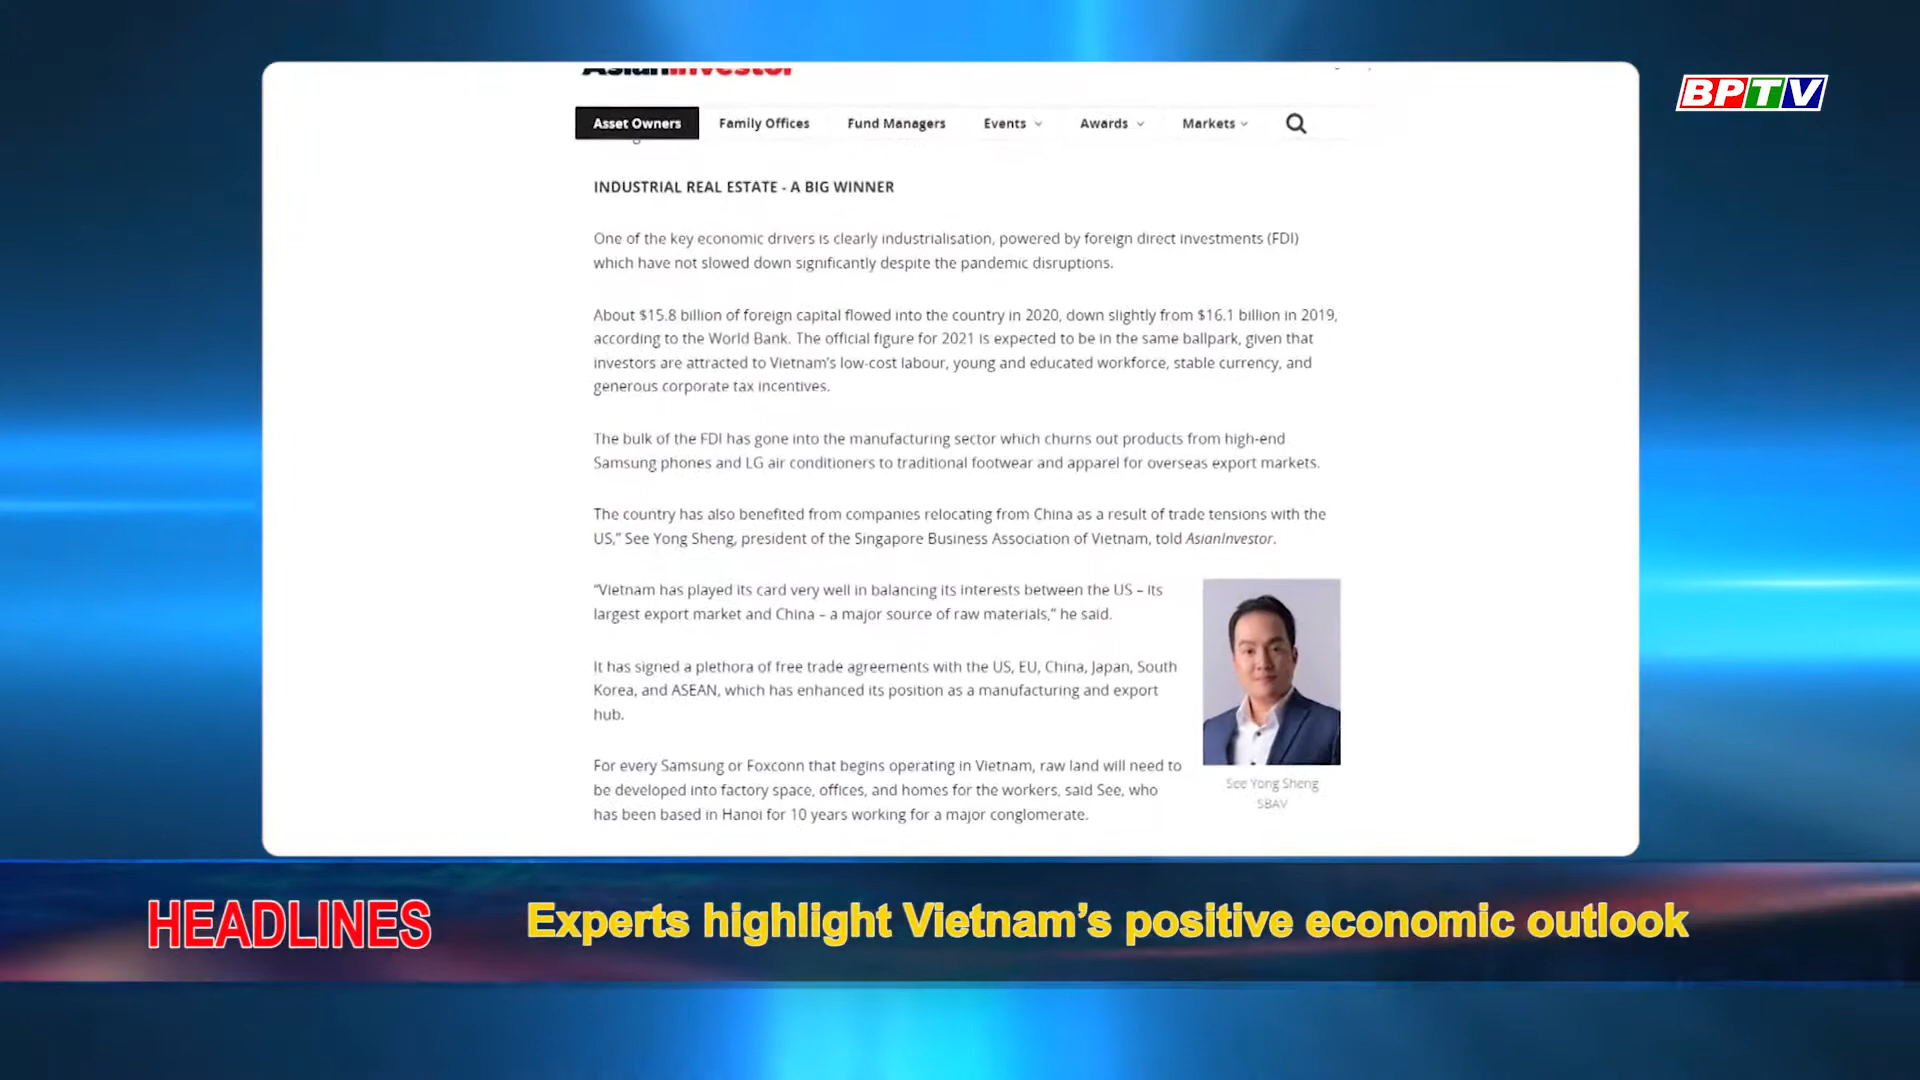 AsianInvestor
BPTV
Asset Owners Family Offices Fund Managers Events Awards Markets
INDUSTRIAL REAL ESTATE - A BIG WINNER
One of the key economic drivers is clearly industrialisation, powered by foreign direct investments (FDI)
which have not slowed down significantly despite the pandemic disruptions.
About $15.8 billion of foreign capital flowed into the country in 2020, down slightly from $16.1 billion in 2019,
according to the World Bank. The official figure for 2021 is expected to be in the same ballpark, given that
investors are attracted to Vietnam's low-cost labour, young and educated workforce, stable currency, and
generous corporate tax incentives.
The bulk of the FDI has gone into the manufacturing sector which churns out products from high-end
Samsung phones and LG air conditioners to traditional footwear and apparel for overseas export markets.
The country has also benefited from companies relocating from China as a result of trade tensions with the
US,” See Yong Sheng, president of the Singapore Business Association of Vietnam, told AsianInvestor.
“Vietnam has played its card very well in balancing its interests between the US – its
largest export market and China – a major source of raw materials,” he said.
It has signed a plethora of free trade agreements with the US, EU, China, Japan, South
Korea, and ASEAN, which has enhanced its position as a manufacturing and export
hub.
For every Samsung or Foxconn that begins operating in Vietnam, raw land will need to
be developed into factory space, offices, and homes for the workers, said See, who
has been based in Hanoi for 10 years working for a major conglomerate.
See Yong Sheng
SBAV
HEADLINES
Experts highlight Vietnam’s positive economic outlook